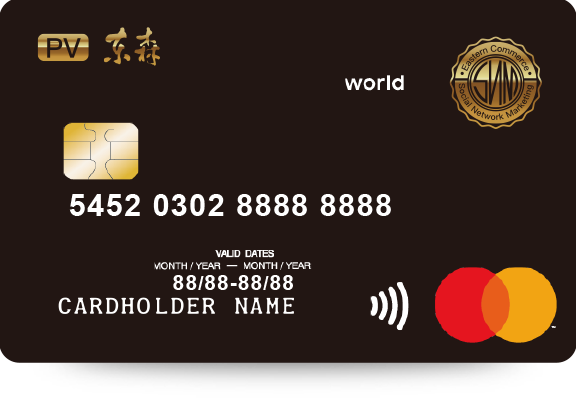 PV 东森
world
Eastern Commerce
SNM
Social Network Marketing
5452 0302 8888 8888
VALID DATES
MONTH / YEAR — MONTH / YEAR
88/88-88/88
CARDHOLDER NAME